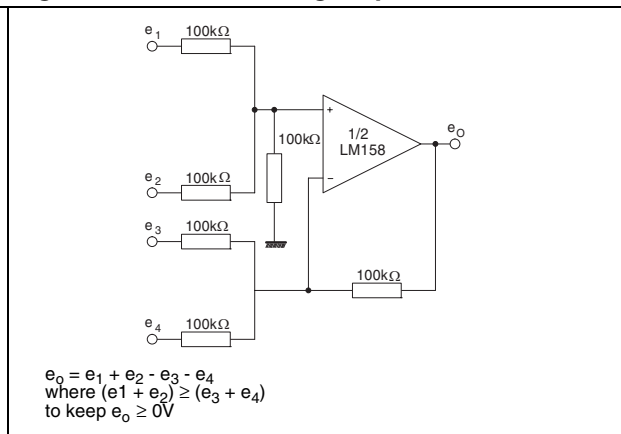 e1
100kΩ
+
100kΩ
1/2
LM158
eO
e2
100kΩ
-
e3
100kΩ
100kΩ
e4
100kΩ
eo = e1 + e2 - e3 - e4
where (e1 + e2) ≥ (e3 + e4)
to keep eo ≥ 0V